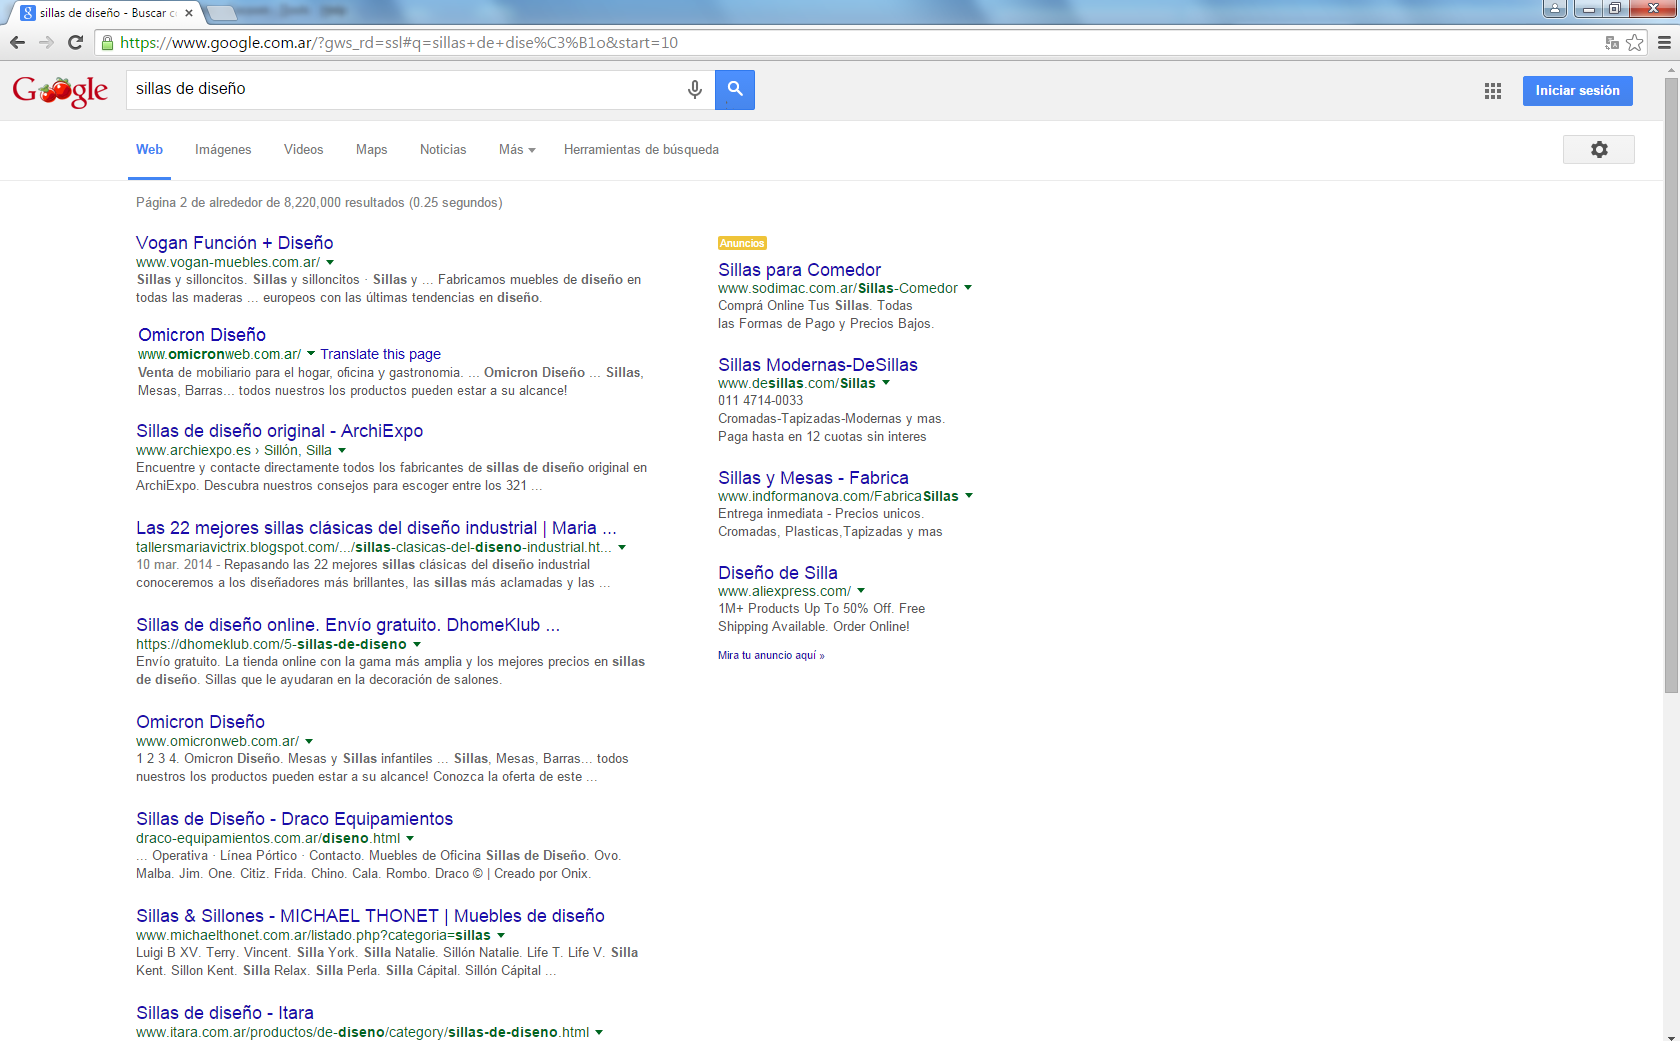 sillas de diseño - Buscar c
https://www.google.com.ar/?gws_rd=ssl#q=sillas+de+dise%C3%B1o&start=10
Google
sillas de diseño
Iniciar sesión
Web Imágenes Videos Maps Noticias Más Herramientas de búsqueda
Página 2 de alrededor de 8,220,000 resultados (0.25 segundos)
Vogan Función + Diseño
www.vogan-muebles.com.ar/
Sillas y silloncitos. Sillas y silloncitos · Sillas y ... Fabricamos muebles de diseño en
todas las maderas ... europeos con las últimas tendencias en diseño.
Omicron Diseño
www.omicronweb.com.ar/ Translate this page
Venta de mobiliario para el hogar, oficina y gastronomia. ... Omicron Diseño ... Sillas,
Mesas, Barras... todos nuestros los productos pueden estar a su alcance!
Sillas de diseño original - ArchiExpo
www.archiexpo.es › Sillón, Silla
Encuentre y contacte directamente todos los fabricantes de sillas de diseño original en
ArchiExpo. Descubra nuestros consejos para escoger entre los 321 ...
Las 22 mejores sillas clásicas del diseño industrial | Maria ...
tallersmariavictrix.blogspot.com/.../sillas-clasicas-del-diseno-industrial.ht...
10 mar. 2014 - Repasando las 22 mejores sillas clásicas del diseño industrial
conoceremos a los diseñadores más brillantes, las sillas más aclamadas y las ...
Sillas de diseño online. Envío gratuito. DhomeKlub ...
https://dhomeklub.com/5-sillas-de-diseno
Envío gratuito. La tienda online con la gama más amplia y los mejores precios en sillas
de diseño. Sillas que le ayudaran en la decoración de salones.
Omicron Diseño
www.omicronweb.com.ar/
1 2 3 4. Omicron Diseño. Mesas y Sillas infantiles ... Sillas, Mesas, Barras... todos
nuestros los productos pueden estar a su alcance! Conozca la oferta de este ...
Sillas de Diseño - Draco Equipamientos
draco-equipamientos.com.ar/diseno.html
... Operativa · Línea Pórtico · Contacto. Muebles de Oficina Sillas de Diseño. Ovo.
Malba. Jim. One. Citiz. Frida. Chino. Cala. Rombo. Draco © | Creado por Onix.
Sillas & Sillones - MICHAEL THONET | Muebles de diseño
www.michaelthonet.com.ar/listado.php?categoria=sillas
Luigi B XV. Terry. Vincent. Silla York. Silla Natalie. Sillón Natalie. Life T. Life V. Silla
Kent. Sillon Kent. Silla Relax. Silla Perla. Silla Cápital. Sillón Cápital ...
Sillas de diseño - Itara
www.itara.com.ar/productos/de-diseno/category/sillas-de-diseno.html
Anuncios
Sillas para Comedor
www.sodimac.com.ar/Sillas-Comedor
Comprá Online Tus Sillas. Todas
las Formas de Pago y Precios Bajos.
Sillas Modernas-DeSillas
www.desillas.com/Sillas
011 4714-0033
Cromadas-Tapizadas-Modernas y mas.
Paga hasta en 12 cuotas sin interes
Sillas y Mesas - Fabrica
www.indformanova.com/FabricaSillas
Entrega inmediata - Precios unicos.
Cromadas, Plasticas,Tapizadas y mas
Diseño de Silla
www.aliexpress.com/
1M+ Products Up To 50% Off. Free
Shipping Available. Order Online!
Mira tu anuncio aquí »